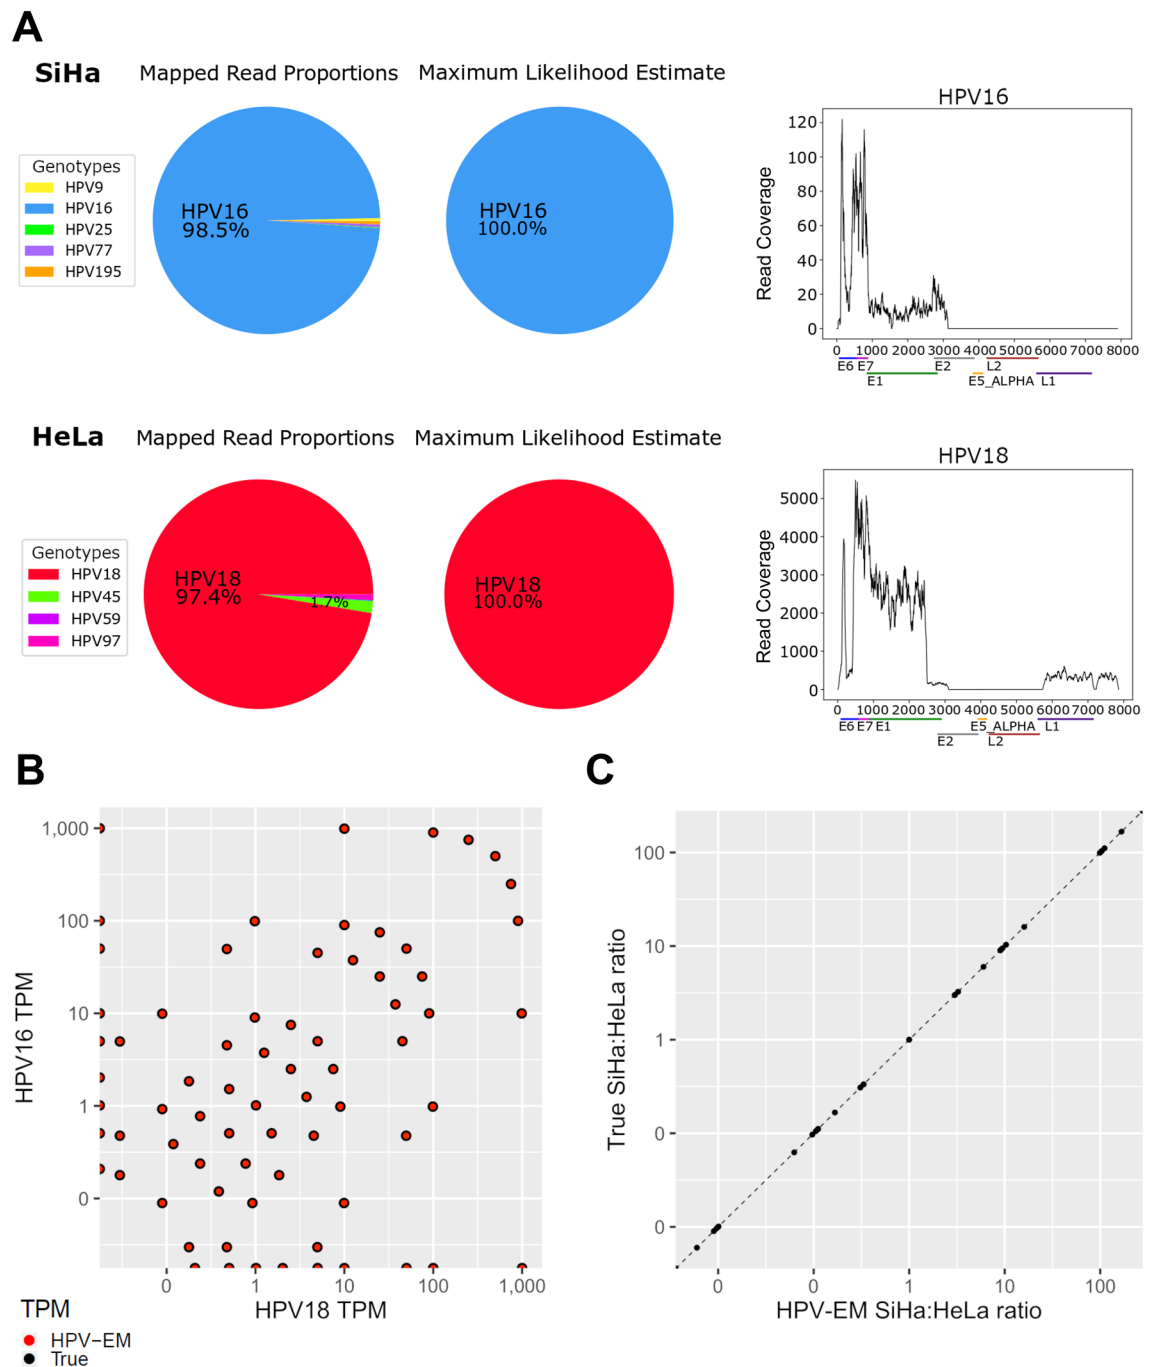 A
SiHa
Mapped Read Proportions
Maximum Likelihood Estimate
Genotypes
HPV9
HPV16
HPV25
HPV77
HPV195
HPV16
98.5%
HPV16
100.0%
HPV16
Read Coverage
120
100
80
60
40
20
0
0 1000 2000 3000 4000 5000 6000 7000 8000
E6 E7 E2 L2
E1 E5_ALPHA L1
HeLa
Mapped Read Proportions
Maximum Likelihood Estimate
Genotypes
HPV18
HPV45
HPV59
HPV97
HPV18
97.4%
1.7%
HPV18
100.0%
HPV18
Read Coverage
5000
4000
3000
2000
1000
0
0 1000 2000 3000 4000 5000 6000 7000 8000
E6 E7 E1 E5_ALPHA L1
E2 L2
B
HPV16 TPM
1,000
100
10
1
0
0 1 10 100 1,000
HPV18 TPM
TPM
HPV-EM
True
C
True SiHa:HeLa ratio
100
10
1
0
0
0 0 1 10 100
HPV-EM SiHa:HeLa ratio